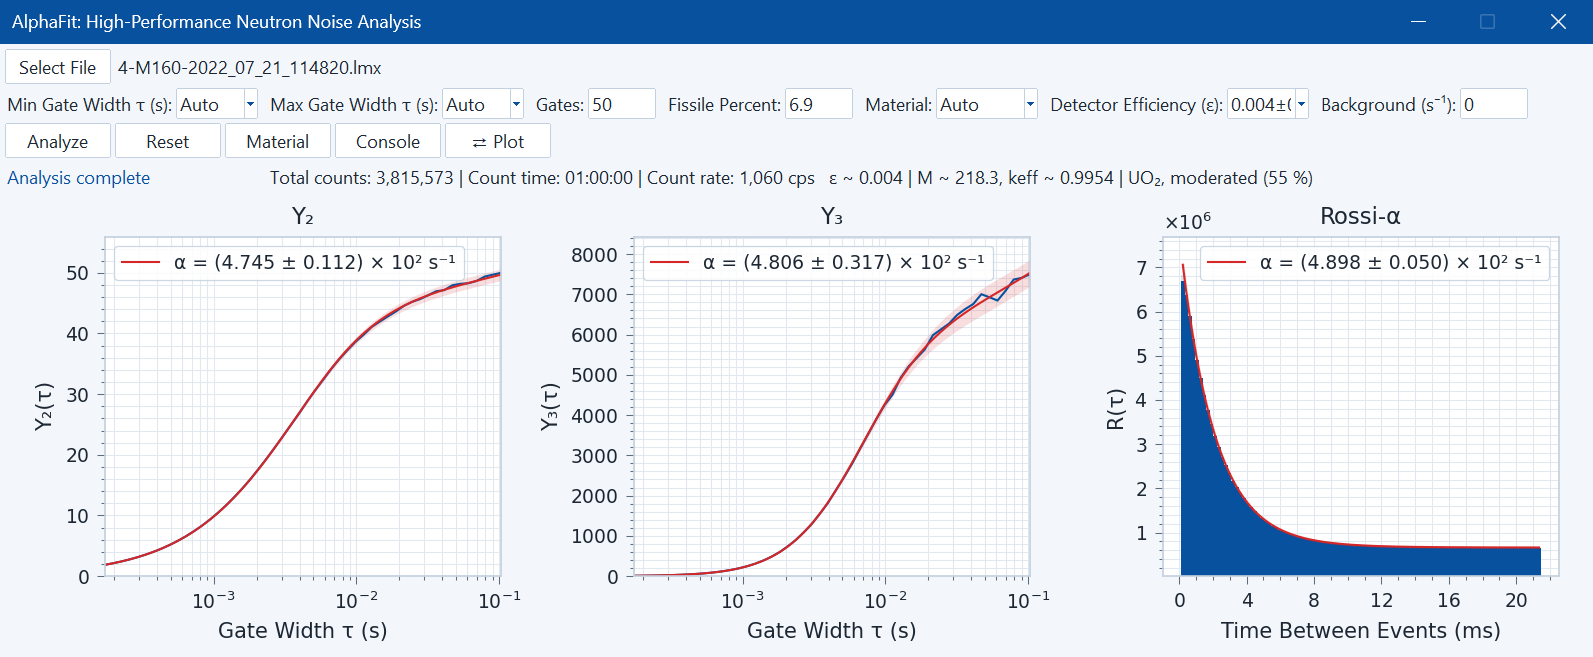 AlphaFit: High-Performance Neutron Noise Analysis
Select File 4-M160-2022_07_21_114820.lmx
Min Gate Width τ (s): Auto Max Gate Width τ (s): Auto Gates: 50 Fissile Percent: 6.9 Material: Auto Detector Efficiency (ε): 0.004±( Background (s⁻¹): 0
Analyze Reset Material Console ⇄ Plot
Analysis complete Total counts: 3,815,573 | Count time: 01:00:00 | Count rate: 1,060 cps ε ~ 0.004 | M ~ 218.3, keff ~ 0.9954 | UO₂, moderated (55 %)
Y₂
α = (4.745 ± 0.112) × 10² s⁻¹
Y₂(τ)
50
40
30
20
10
0
10⁻³ 10⁻² 10⁻¹
Gate Width τ (s)
Y₃
α = (4.806 ± 0.317) × 10² s⁻¹
Y₃(τ)
8000
7000
6000
5000
4000
3000
2000
1000
0
10⁻³ 10⁻² 10⁻¹
Gate Width τ (s)
Rossi-α
×10⁶
α = (4.898 ± 0.050) × 10² s⁻¹
R(τ)
7
6
5
4
3
2
1
0 4 8 12 16 20
Time Between Events (ms)